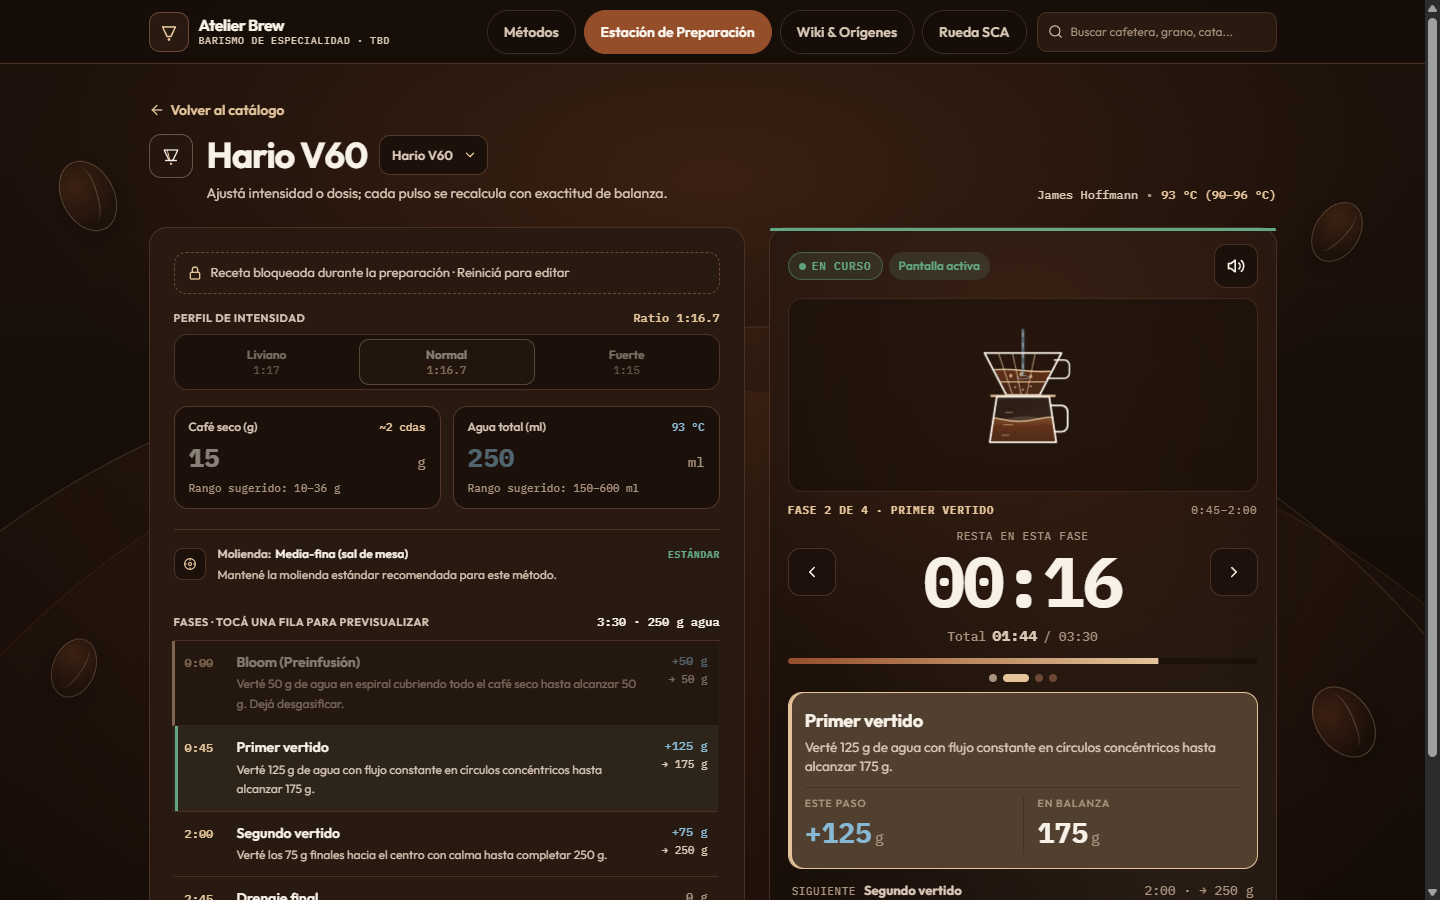 Atelier Brew
BARISMO DE ESPECIALIDAD · TBD
Métodos
Estación de Preparación
Wiki & Orígenes
Rueda SCA
Buscar cafetera, grano, cata...
← Volver al catálogo
Hario V60
Hario V60
Ajustá intensidad o dosis; cada pulso se recalcula con exactitud de balanza.
James Hoffmann • 93 °C (90–96 °C)
Receta bloqueada durante la preparación · Reiniciá para editar
PERFIL DE INTENSIDAD
Ratio 1:16.7
Liviano
1:17
Normal
1:16.7
Fuerte
1:15
Café seco (g)
~2 cdas
15
g
Rango sugerido: 10–36 g
Agua total (ml)
93 °C
250
ml
Rango sugerido: 150–600 ml
Molienda: Media-fina (sal de mesa)
ESTÁNDAR
Mantené la molienda estándar recomendada para este método.
FASES · TOCÁ UNA FILA PARA PREVISUALIZAR
3:30 · 250 g agua
0:00
Bloom (Preinfusión)
+50 g
Verté 50 g de agua en espiral cubriendo todo el café seco hasta alcanzar 50
g. Dejá desgasificar.
→ 50 g
0:45
Primer vertido
+125 g
Verté 125 g de agua con flujo constante en círculos concéntricos hasta
alcanzar 175 g.
→ 175 g
2:00
Segundo vertido
+75 g
Verté los 75 g finales hacia el centro con calma hasta completar 250 g.
→ 250 g
2:45
Drenaje final
0 g
EN CURSO
Pantalla activa
FASE 2 DE 4 · PRIMER VERTIDO
0:45–2:00
RESTA EN ESTA FASE
00:16
Total 01:44 / 03:30
Primer vertido
Verté 125 g de agua con flujo constante en círculos concéntricos hasta
alcanzar 175 g.
ESTE PASO
+125 g
EN BALANZA
175 g
SIGUIENTE Segundo vertido
2:00 · → 250 g